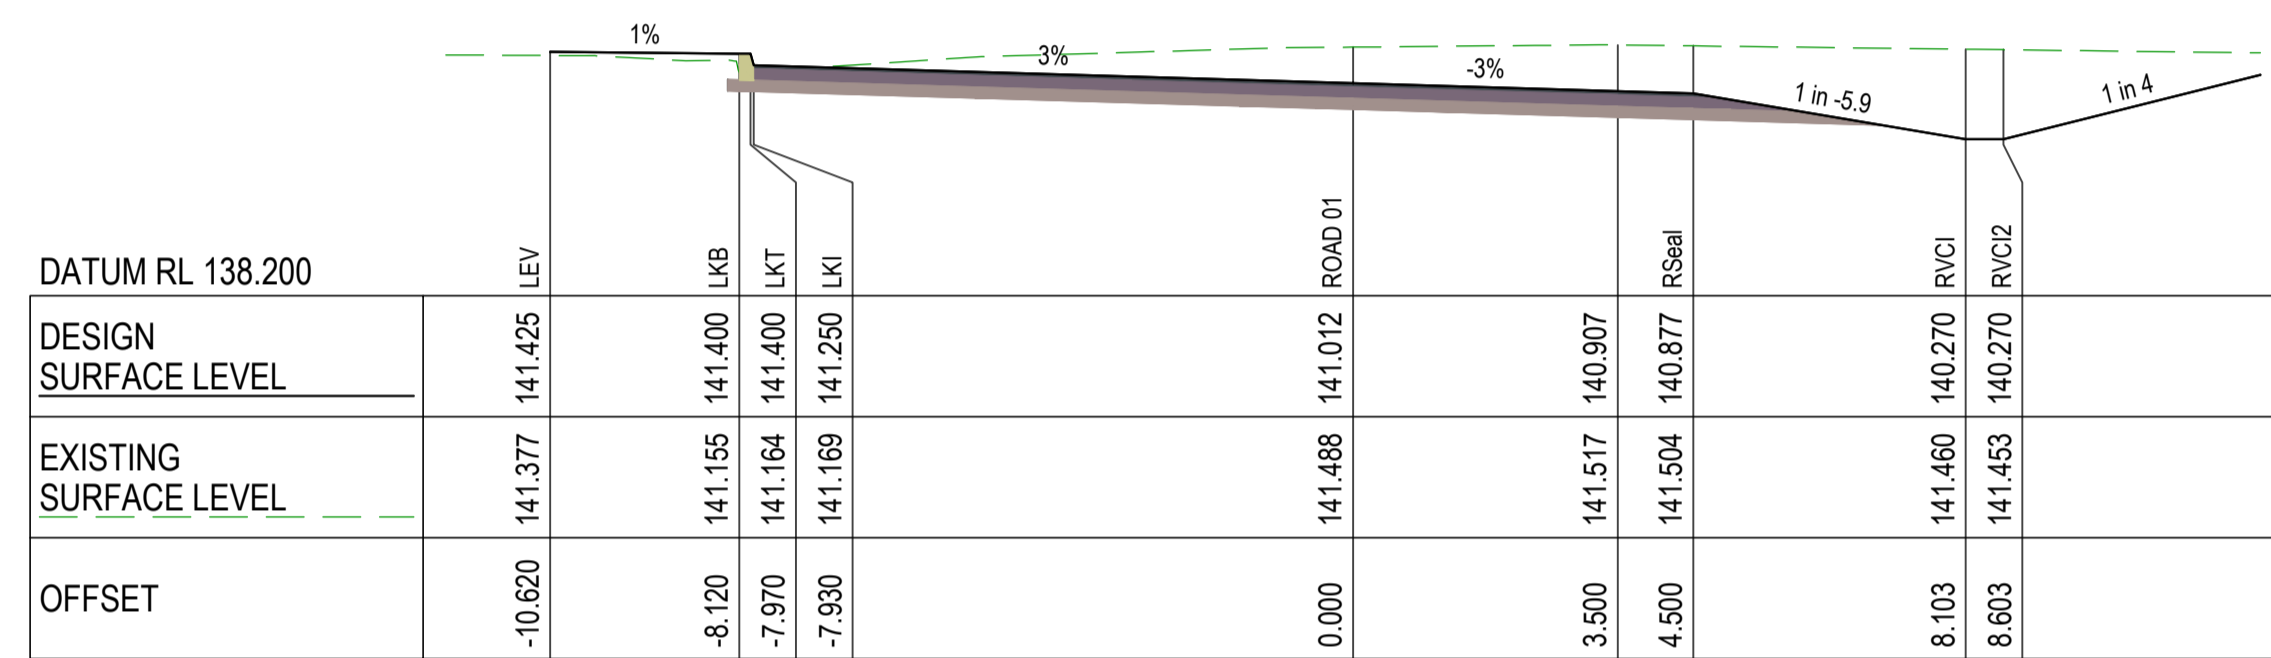 1%
3%
-3%
1 in -5.9
1 in 4
DATUM RL 138.200
LEV
LKB
LKT
LKI
ROAD 01
RSeal
RVCI
RVCI2
DESIGN
SURFACE LEVEL
141.425
141.400
141.400
141.250
141.012
140.907
140.877
140.270
140.270
EXISTING
SURFACE LEVEL
141.377
141.155
141.164
141.169
141.488
141.517
141.504
141.460
141.453
OFFSET
-10.620
-8.120
-7.970
-7.930
0.000
3.500
4.500
8.103
8.603